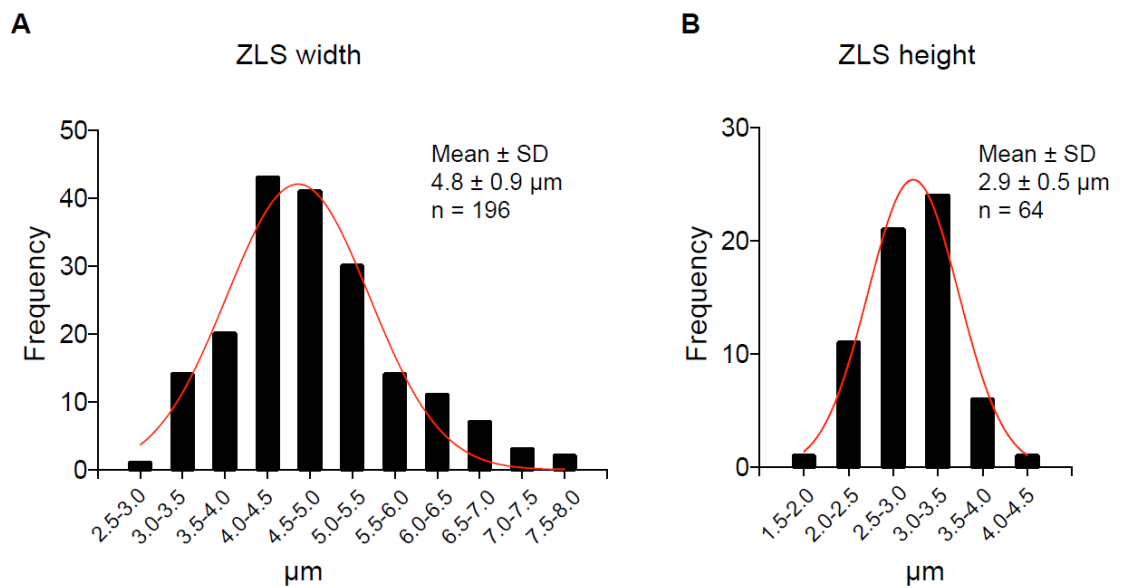 A
ZLS width
Mean ± SD
4.8 ± 0.9 µm
n = 196
Frequency
50
40
30
20
10
0
2.5-3.0
3.0-3.5
3.5-4.0
4.0-4.5
4.5-5.0
5.0-5.5
5.5-6.0
6.0-6.5
6.5-7.0
7.0-7.5
7.5-8.0
µm
B
ZLS height
Mean ± SD
2.9 ± 0.5 µm
n = 64
Frequency
30
20
10
0
1.5-2.0
2.0-2.5
2.5-3.0
3.0-3.5
3.5-4.0
4.0-4.5
µm